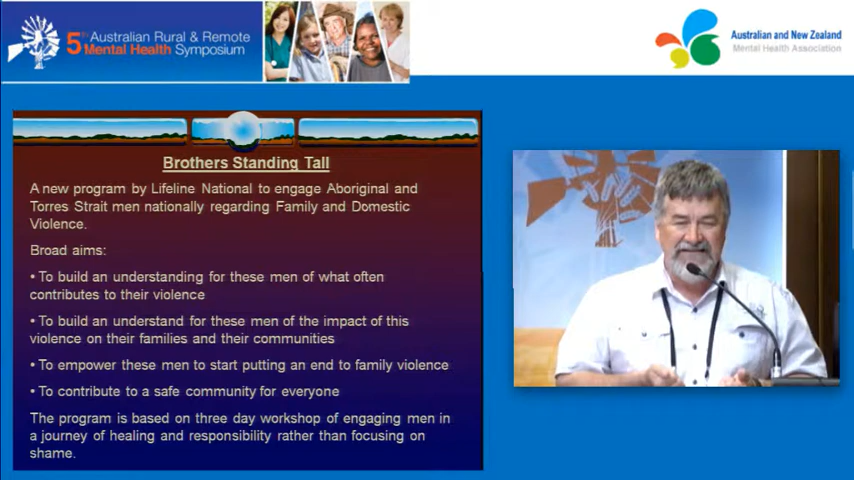 5TH Australian Rural & Remote
Mental Health Symposium
Australian and New Zealand
Mental Health Association
Brothers Standing Tall
A new program by Lifeline National to engage Aboriginal and
Torres Strait men nationally regarding Family and Domestic
Violence.
Broad aims:
• To build an understanding for these men of what often
contributes to their violence
• To build an understand for these men of the impact of this
violence on their families and their communities
• To empower these men to start putting an end to family violence
• To contribute to a safe community for everyone
The program is based on three day workshop of engaging men in
a journey of healing and responsibility rather than focusing on
shame.